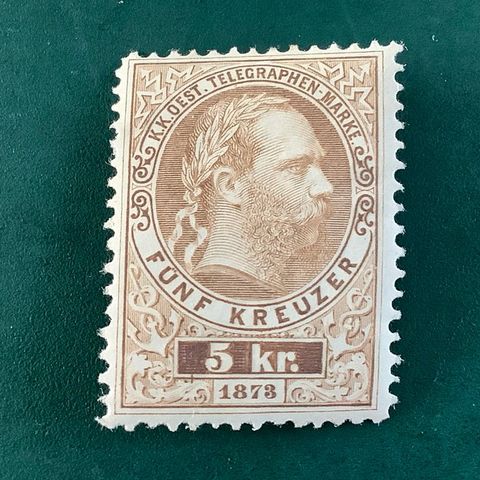 K.K. OEST. TELEGRAPHEN-MARKE.
FÜNF KREUZER
5 kr.
1873